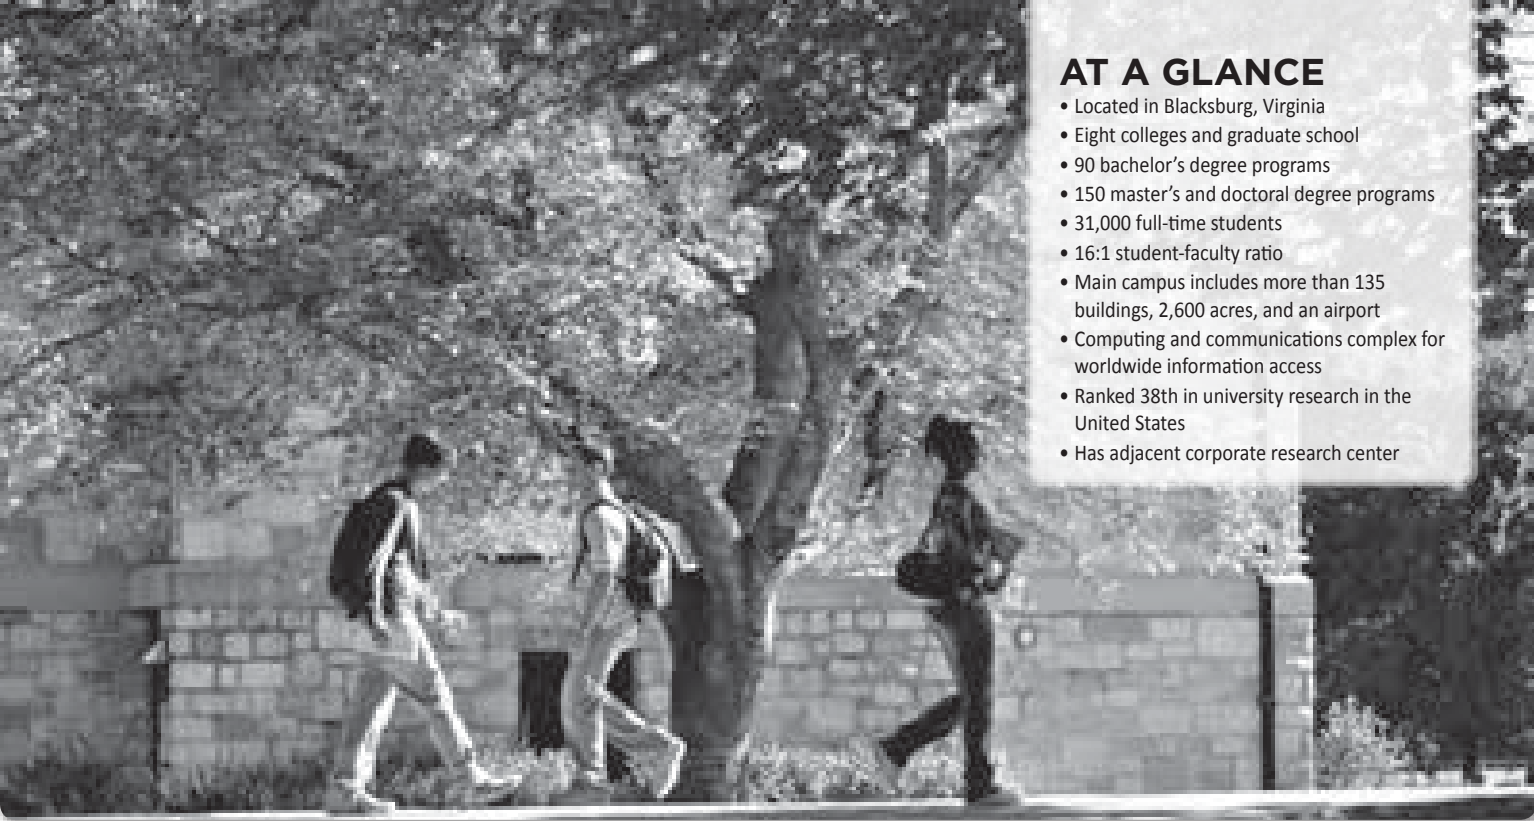 AT A GLANCE
• Located in Blacksburg, Virginia
• Eight colleges and graduate school
• 90 bachelor’s degree programs
• 150 master’s and doctoral degree programs
• 31,000 full-time students
• 16:1 student-faculty ratio
• Main campus includes more than 135
buildings, 2,600 acres, and an airport
• Computing and communications complex for
worldwide information access
• Ranked 38th in university research in the
United States
• Has adjacent corporate research center